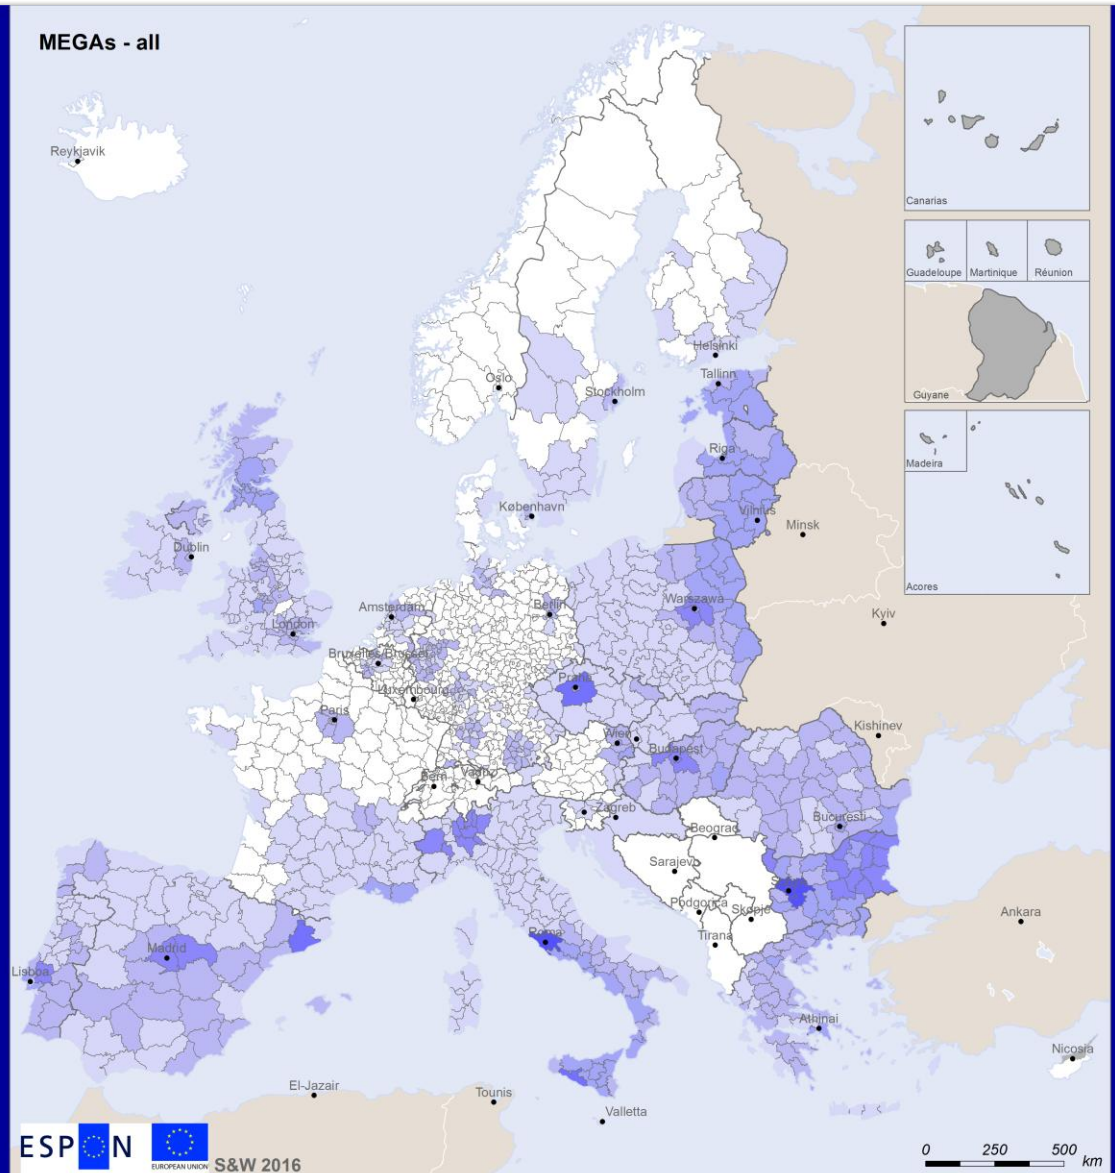 MEGAs - all
Reykjavik
Canarias
Guadeloupe
Martinique
Réunion
Guyane
Madeira
Acores
Helsinki
Tallinn
Oslo
Stockholm
Riga
København
Vilnius
Minsk
Dublin
Amsterdam
Berlin
Warszawa
London
Kyiv
Bruxelles/Brussel
Luxembourg
Praha
Paris
Kishinev
Wien
Budapest
Bern
Vaduz
Zagreb
Bucuresti
Beograd
Sarajevo
Podgorica
Skopje
Tirana
Roma
Ankara
Madrid
Lisboa
Athinai
Nicosia
El-Jazair
Tounis
Valletta
ESPON
EUROPEAN UNION
S&W 2016
0 250 500
km